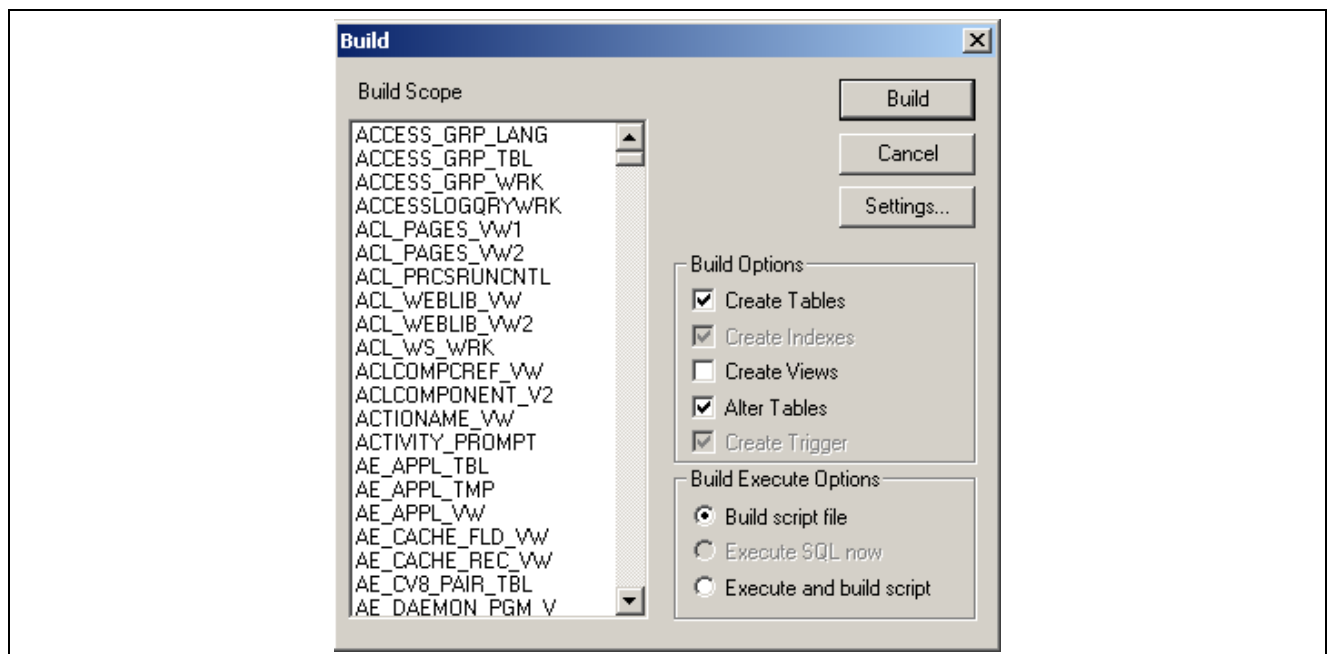 Build
Build Scope
ACCESS_GRP_LANG
ACCESS_GRP_TBL
ACCESS_GRP_WRK
ACCESSLOGQRYWRK
ACL_PAGES_VW1
ACL_PAGES_VW2
ACL_PRCSRUNCNTL
ACL_WEBLIB_VW
ACL_WEBLIB_VW2
ACL_WS_WRK
ACLCOMPCREF_VW
ACLCOMPONENT_V2
ACTIONAME_VW
ACTIVITY_PROMPT
AE_APPL_TBL
AE_APPL_TMP
AE_APPL_VW
AE_CACHE_FLD_VW
AE_CACHE_REC_VW
AE_CV8_PAIR_TBL
AE_DAEMON_PGM_V
Build
Cancel
Settings...
Build Options
Create Tables
Create Indexes
Create Views
Alter Tables
Create Trigger
Build Execute Options
Build script file
Execute SQL now
Execute and build script